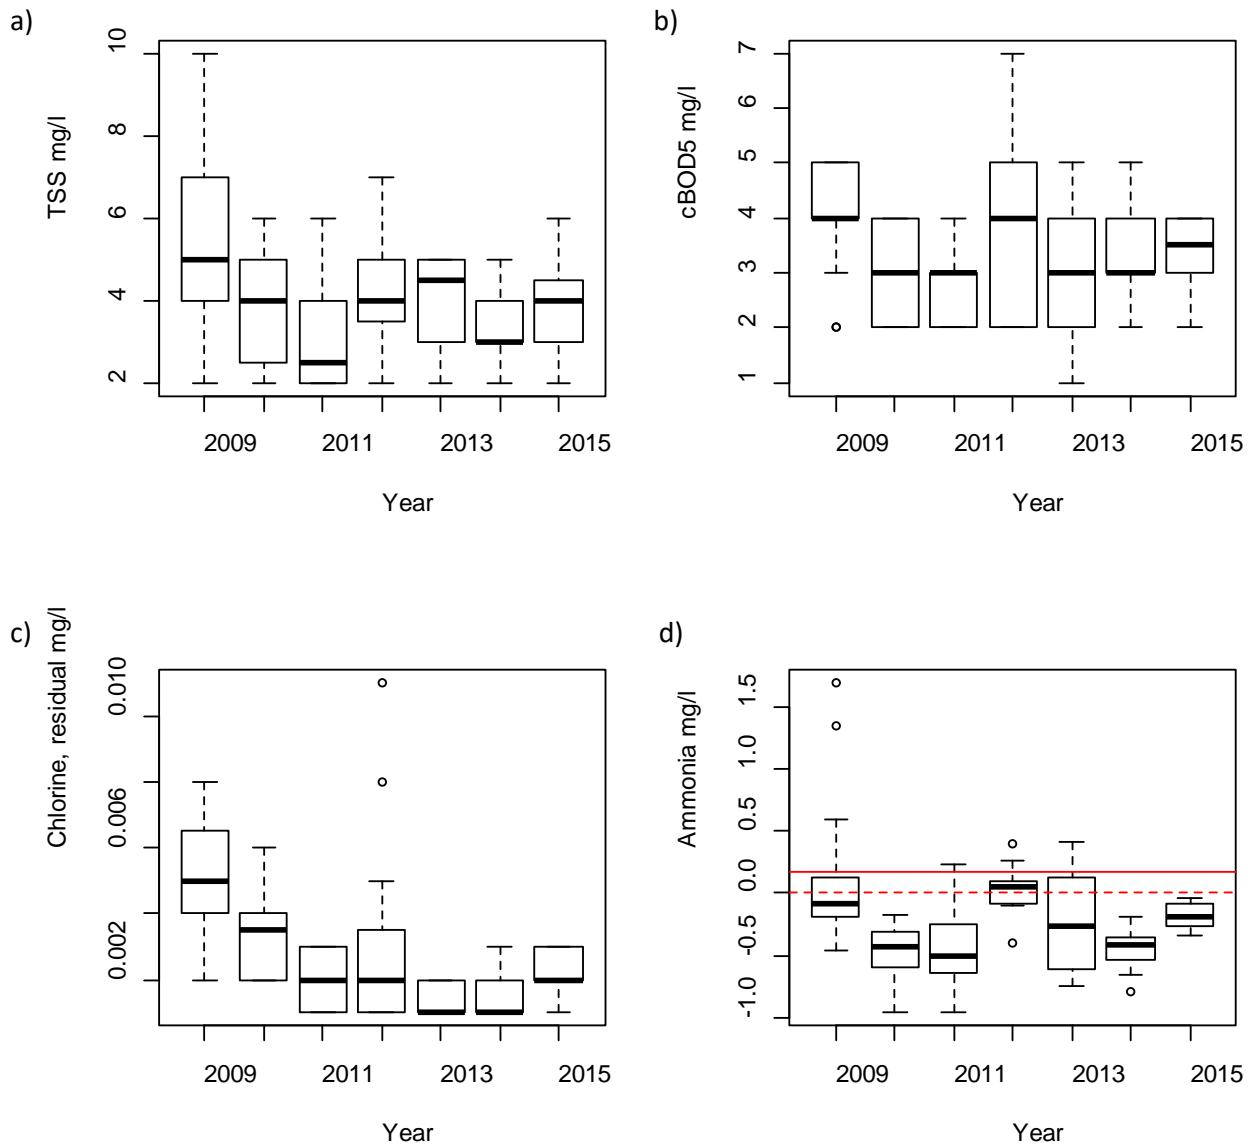 a)
TSS mg/l
10
8
6
4
2
2009 2011 2013 2015
Year
b)
cBOD5 mg/l
7
6
5
4
3
2
1
2009 2011 2013 2015
Year
c)
Chlorine, residual mg/l
0.010
0.006
0.002
2009 2011 2013 2015
Year
d)
Ammonia mg/l
1.5
1.0
0.5
0.0
-0.5
-1.0
2009 2011 2013 2015
Year